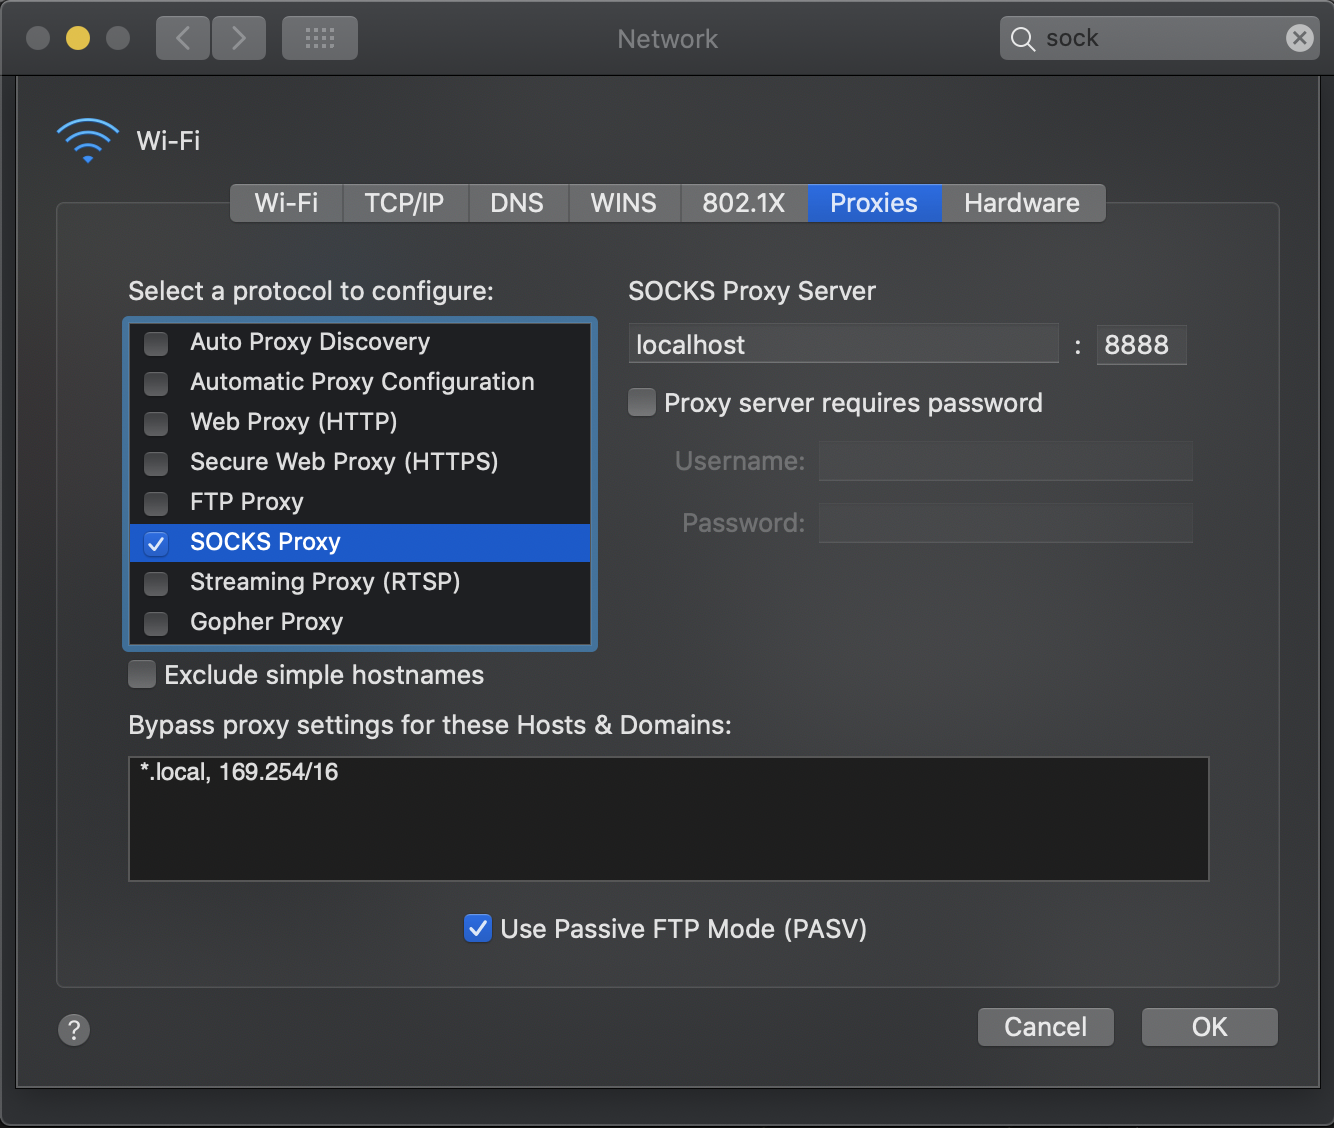 Network
sock
Wi-Fi
Wi-Fi TCP/IP DNS WINS 802.1X Proxies Hardware
Select a protocol to configure:
Auto Proxy Discovery
Automatic Proxy Configuration
Web Proxy (HTTP)
Secure Web Proxy (HTTPS)
FTP Proxy
SOCKS Proxy
Streaming Proxy (RTSP)
Gopher Proxy
Exclude simple hostnames
SOCKS Proxy Server
localhost : 8888
Proxy server requires password
Username:
Password:
Bypass proxy settings for these Hosts & Domains:
*.local, 169.254/16
Use Passive FTP Mode (PASV)
?
Cancel OK